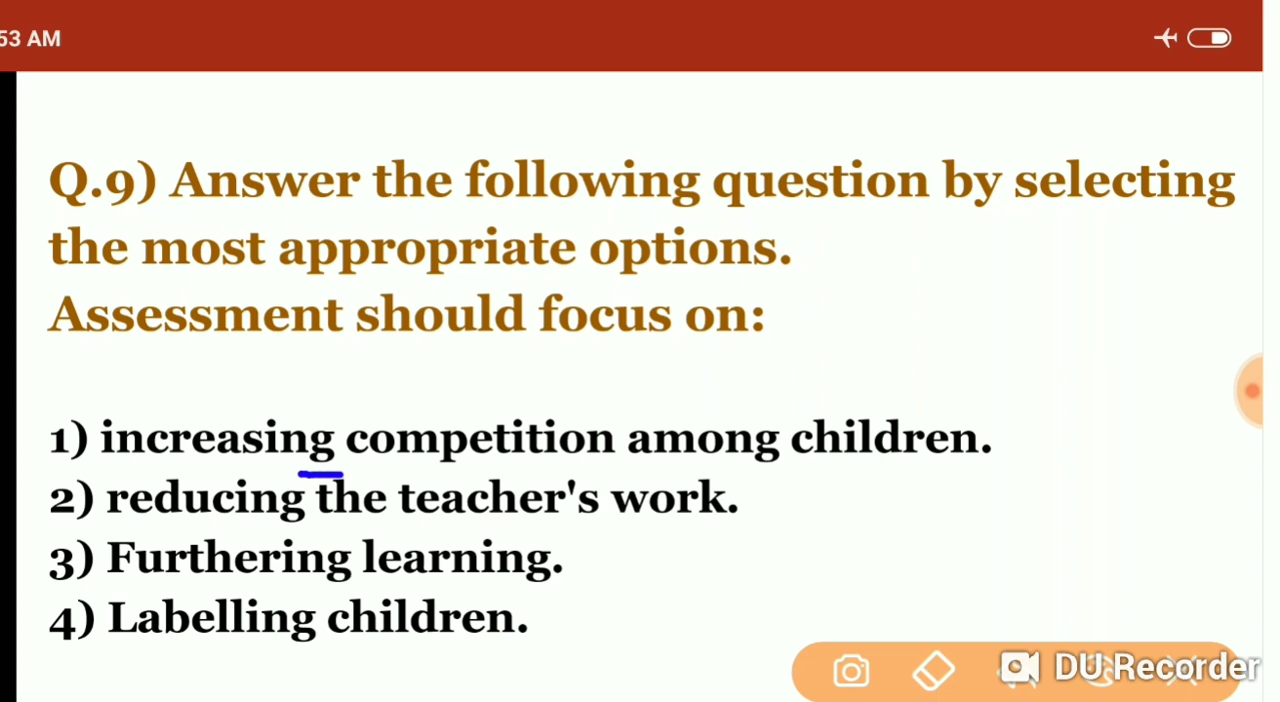 53 AM
Q.9) Answer the following question by selecting
the most appropriate options.
Assessment should focus on:
1) increasing competition among children.
2) reducing the teacher's work.
3) Furthering learning.
4) Labelling children.
DU Recorder